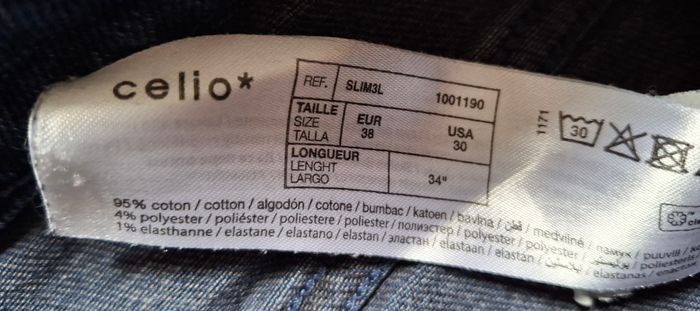 celio*
REF. SLIM3L 1001190
TAILLE
SIZE
TALLA
EUR
38
USA
30
LONGUEUR
LENGHT
LARGO
34"
1171
30
95% coton / cotton / algodón / cotone / bumbac / katoen / bavlna / قطن / medvilnė / памук / puuvill /
4% polyester / poliéster / poliestere / poliester / полиэстер / polyester / polyester / بوليستر /
1% elasthanne / elastane / elastano / elastan / эластан / elastaan / elastán / elastanas /